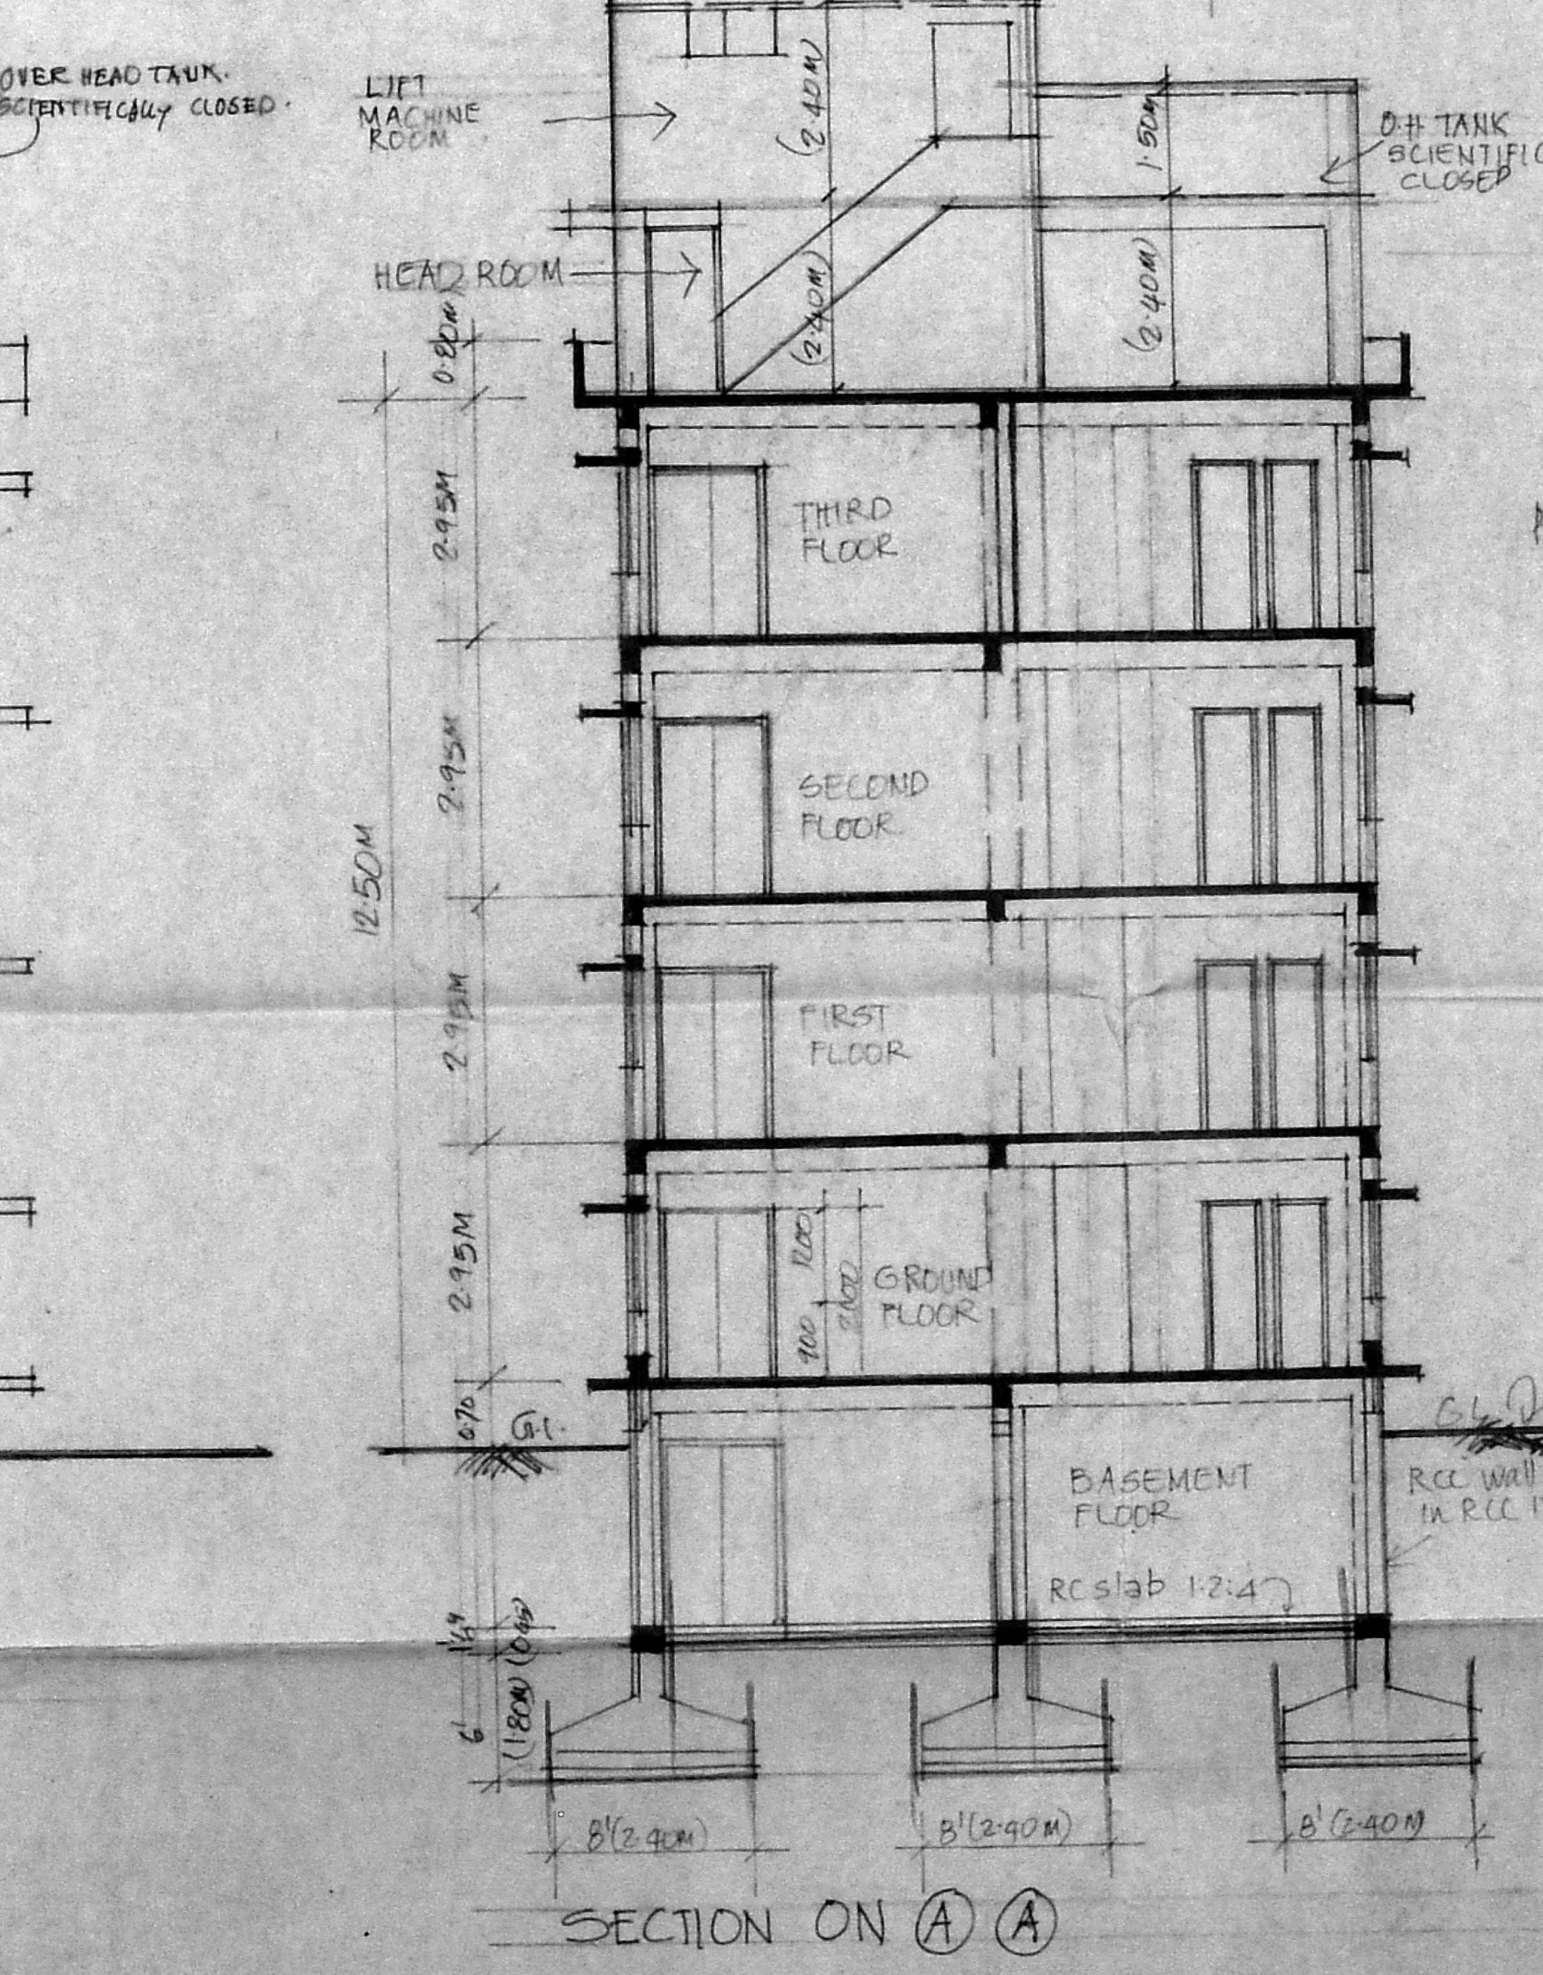 OVER HEAD TANK.
SCIENTIFICALLY CLOSED.
LIFT
MACHINE
ROOM
(2.40M)
1.50M
O.H. TANK
SCIENTIFIC
CLOSED
HEAD ROOM
(2.40M)
(2.40M)
0.80M
2.95M
THIRD
FLOOR
2.95M
SECOND
FLOOR
12.50M
2.95M
FIRST
FLOOR
2.95M
1200
900
2100
GROUND
FLOOR
0.70
G.L.
G.L.
BASEMENT
FLOOR
RCC Wall
in RCC
RC slab 1:2:4
(0.45)
6'
(1.80M)
8'(2.40M)
8'(2.40M)
8'(2.40M)
SECTION ON A A